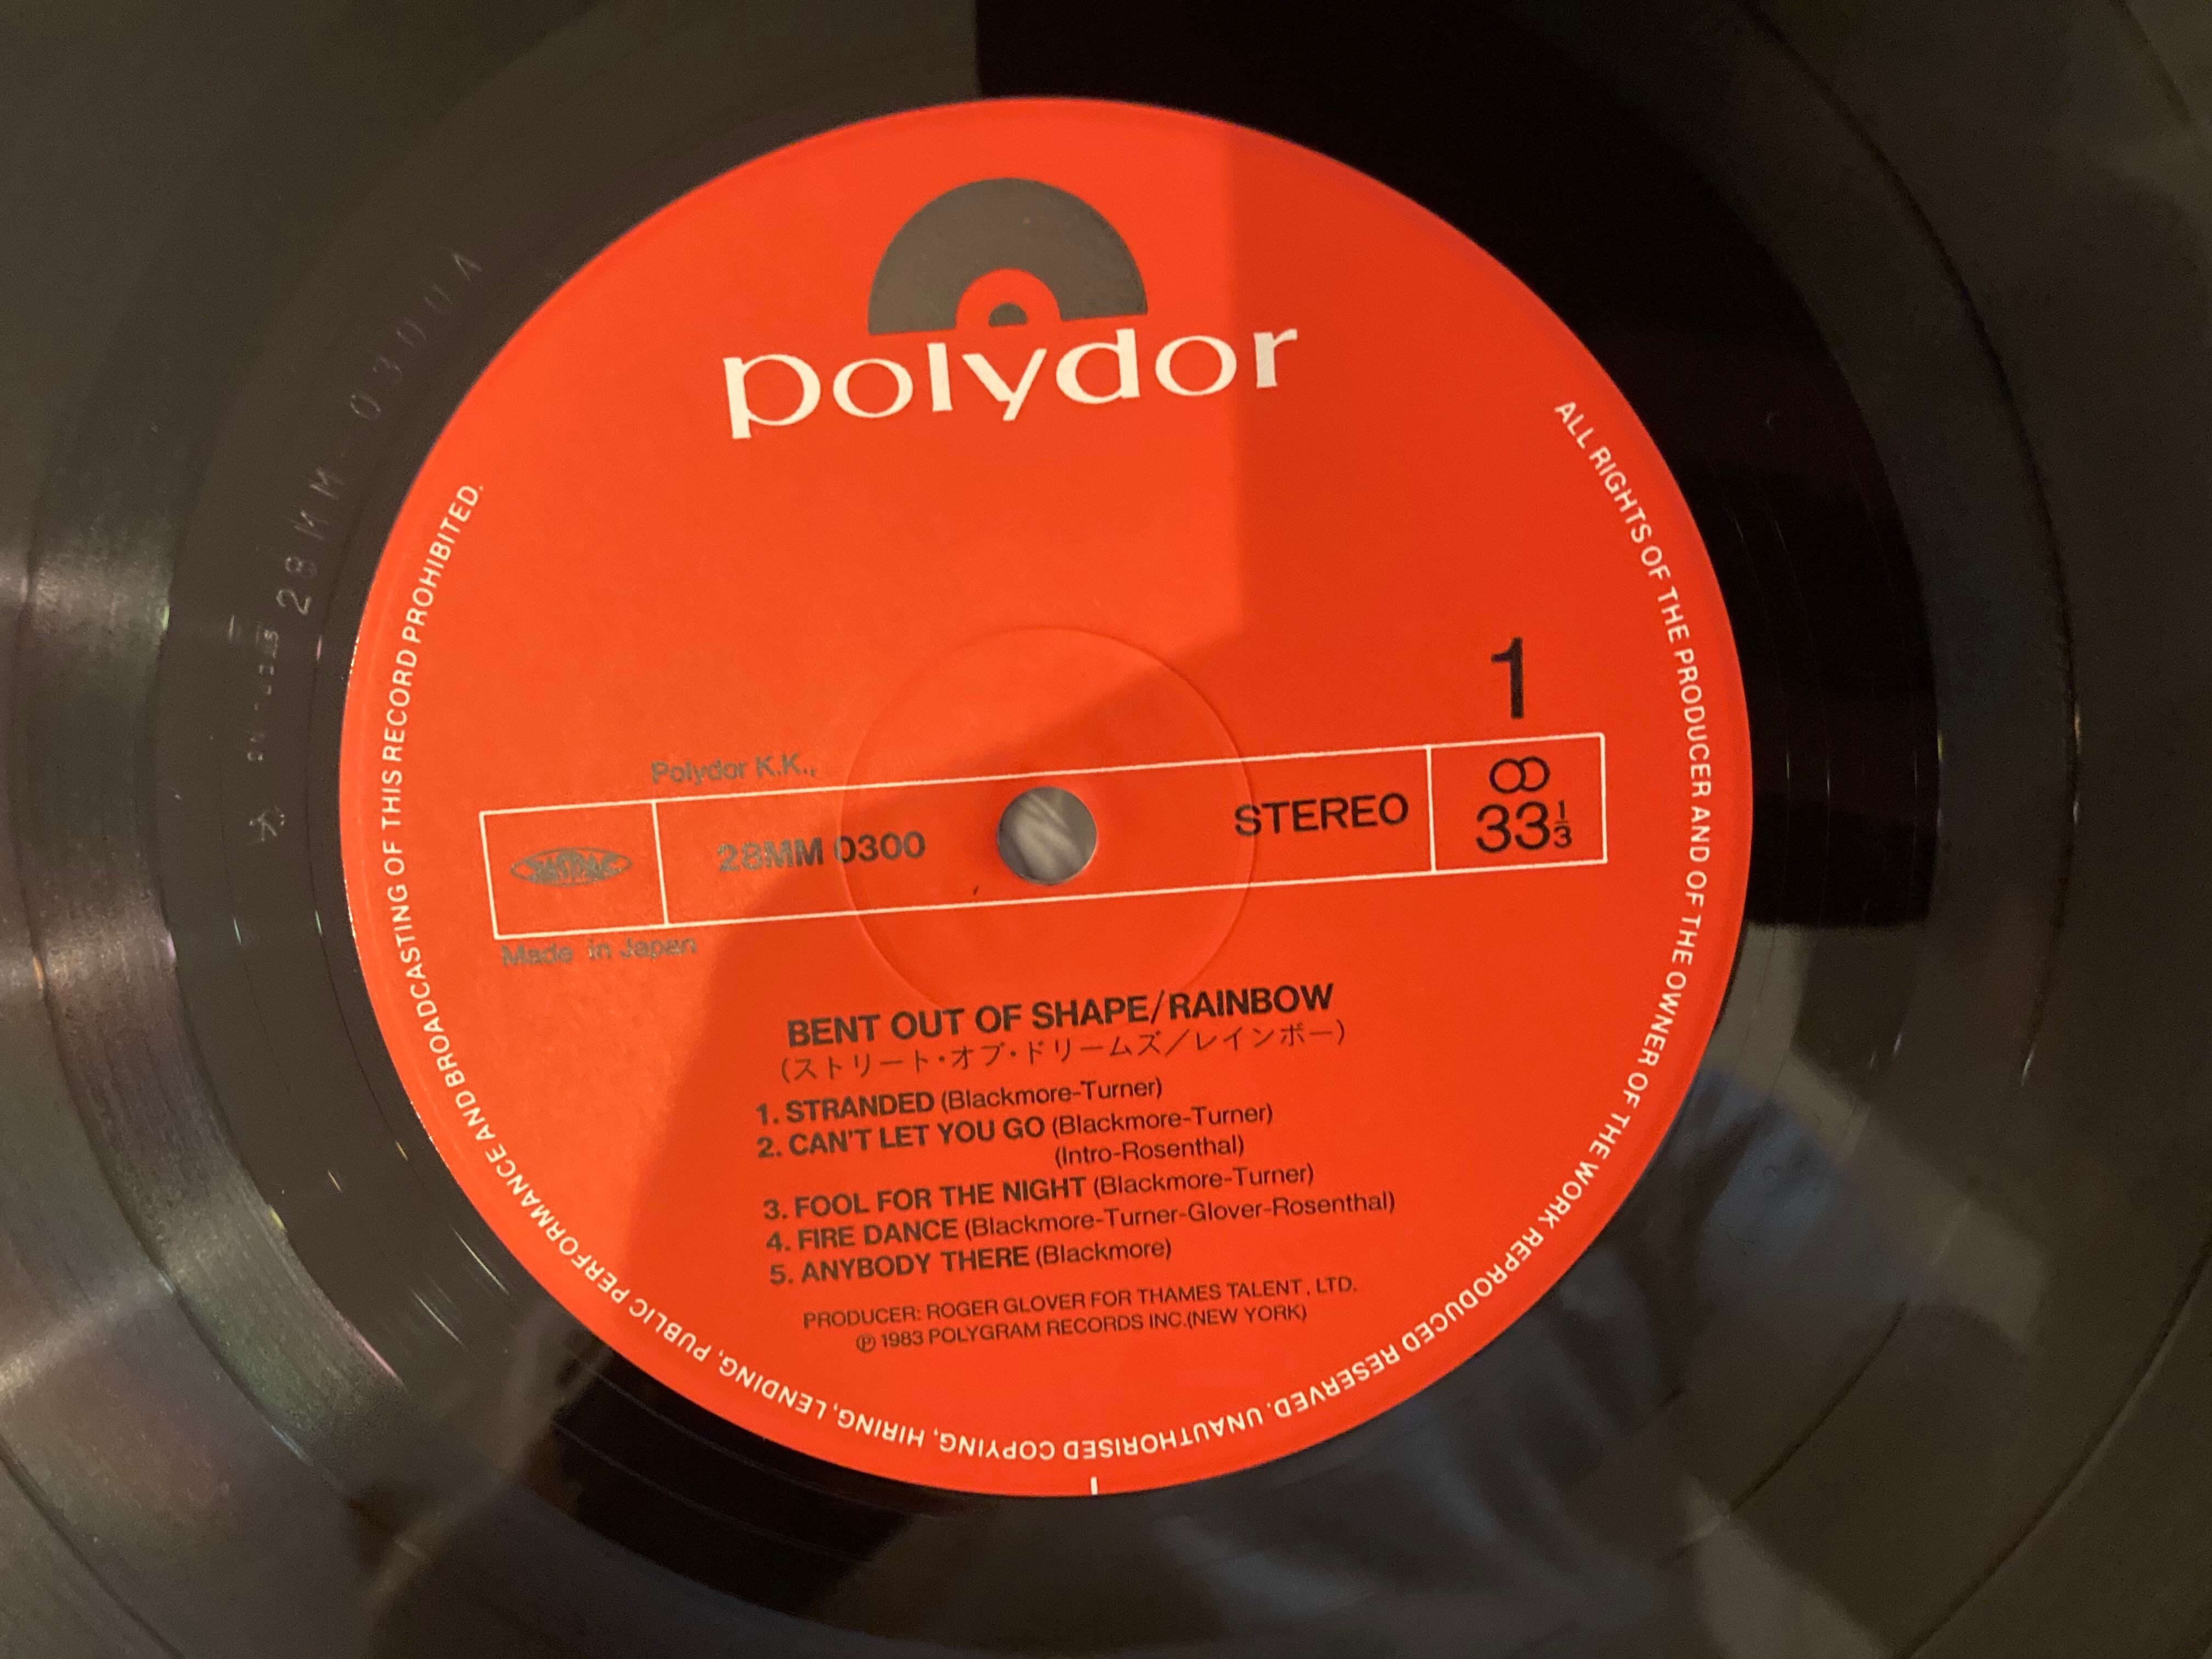 polydor
1
Polydor K.K.,
JASRAC
28MM 0300
STEREO
33 1/3
Made in Japan
BENT OUT OF SHAPE/RAINBOW
(ストリート・オブ・ドリームズ/レインボー)
1. STRANDED (Blackmore-Turner)
2. CAN'T LET YOU GO (Blackmore-Turner)
(Intro-Rosenthal)
3. FOOL FOR THE NIGHT (Blackmore-Turner)
4. FIRE DANCE (Blackmore-Turner-Glover-Rosenthal)
5. ANYBODY THERE (Blackmore)
PRODUCER: ROGER GLOVER FOR THAMES TALENT, LTD.
℗ 1983 POLYGRAM RECORDS INC.(NEW YORK)
ALL RIGHTS OF THE PRODUCER AND OF THE OWNER OF THE WORK REPRODUCED RESERVED. UNAUTHORISED COPYING, HIRING, LENDING, PUBLIC PERFORMANCE AND BROADCASTING OF THIS RECORD PROHIBITED.